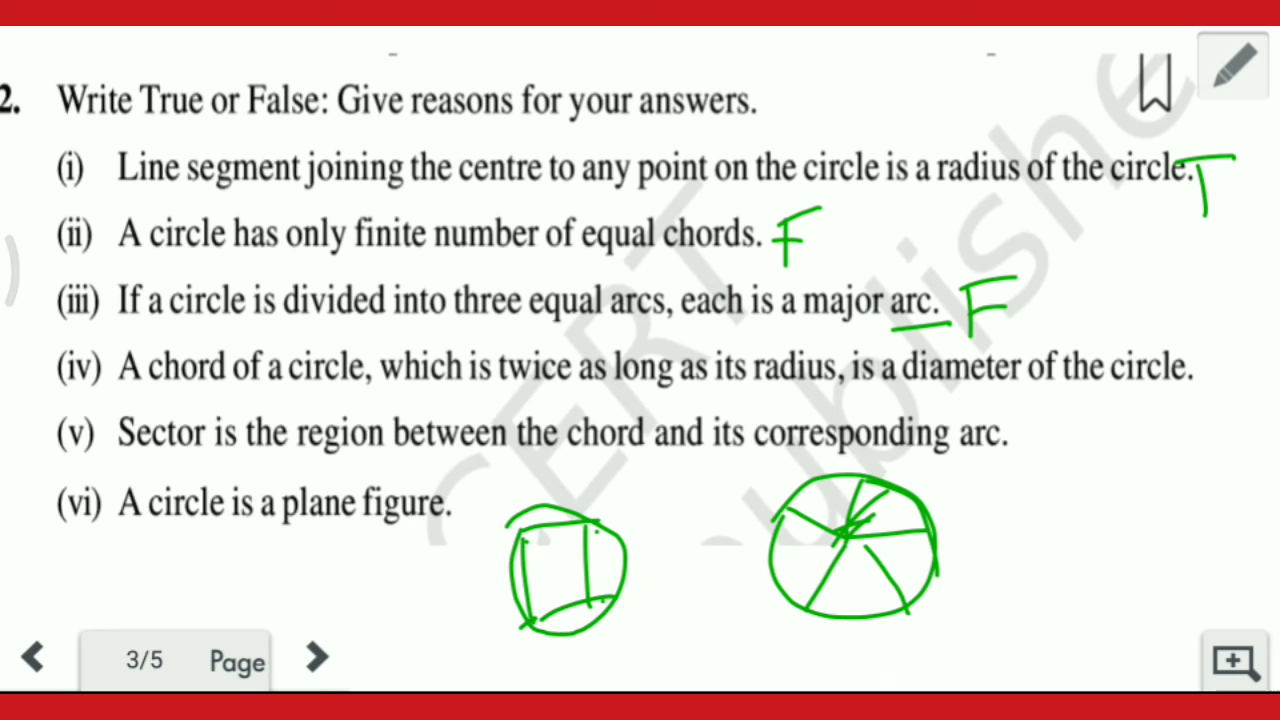 2. Write True or False: Give reasons for your answers.
(i) Line segment joining the centre to any point on the circle is a radius of the circle. T
(ii) A circle has only finite number of equal chords. F
(iii) If a circle is divided into three equal arcs, each is a major arc. F
(iv) A chord of a circle, which is twice as long as its radius, is a diameter of the circle.
(v) Sector is the region between the chord and its corresponding arc.
(vi) A circle is a plane figure.
3/5 Page